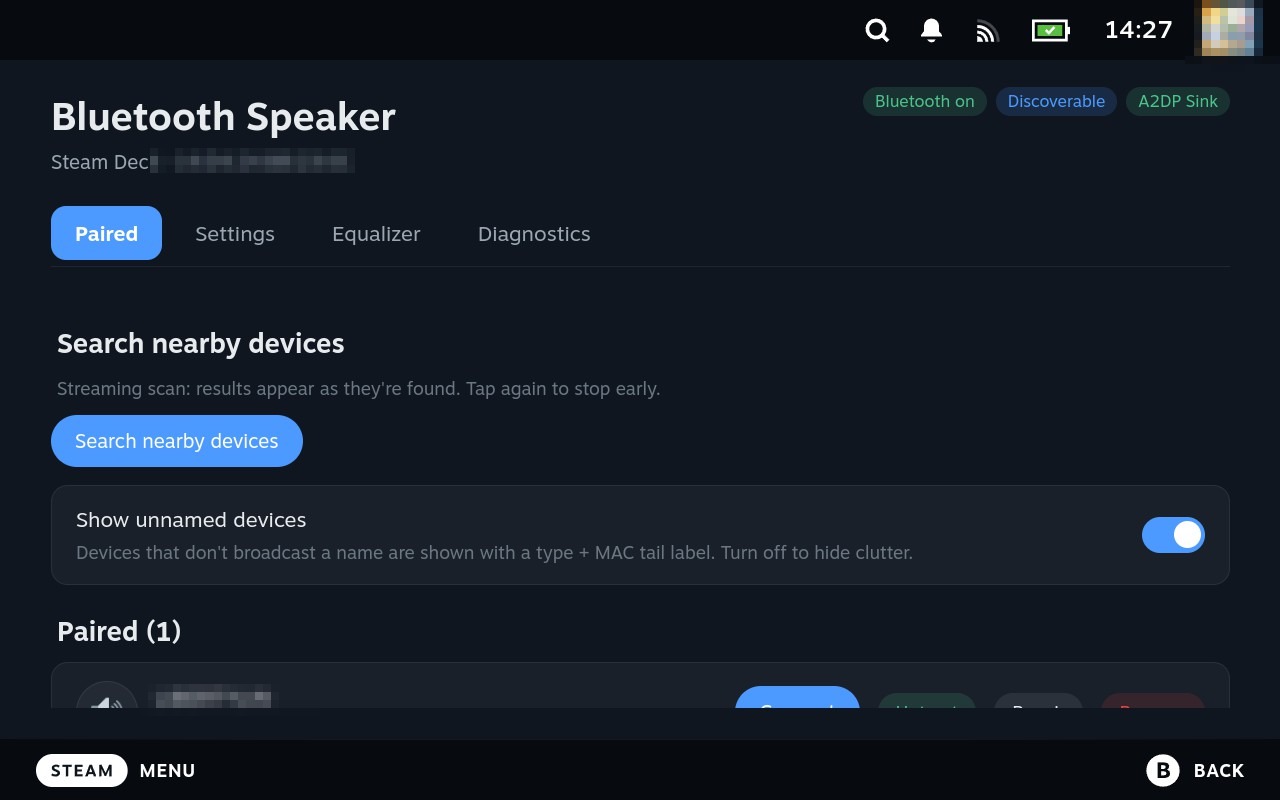 14:27
Bluetooth Speaker
Bluetooth on Discoverable A2DP Sink
Steam Dec
Paired Settings Equalizer Diagnostics
Search nearby devices
Streaming scan: results appear as they're found. Tap again to stop early.
Search nearby devices
Show unnamed devices
Devices that don't broadcast a name are shown with a type + MAC tail label. Turn off to hide clutter.
Paired (1)
STEAM MENU
B BACK